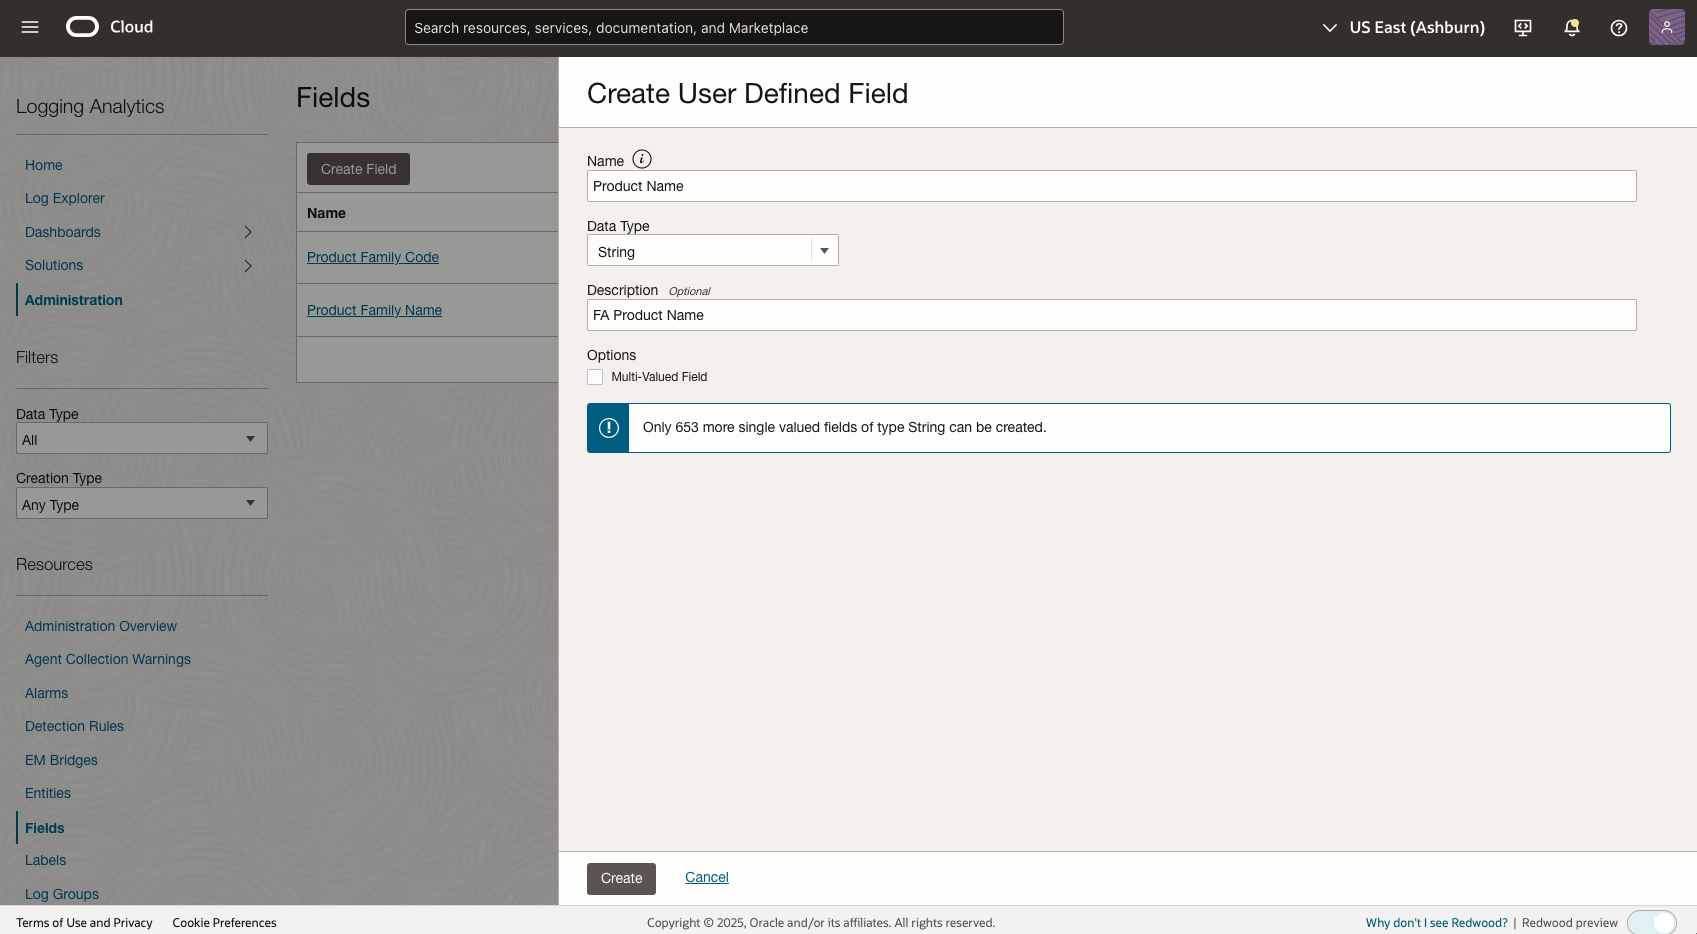 Cloud
Search resources, services, documentation, and Marketplace
US East (Ashburn)
Logging Analytics
Home
Log Explorer
Dashboards
Solutions
Administration
Filters
Data Type
All
Creation Type
Any Type
Resources
Administration Overview
Agent Collection Warnings
Alarms
Detection Rules
EM Bridges
Entities
Fields
Labels
Log Groups
Fields
Create Field
Name
Product Family Code
Product Family Name
Create User Defined Field
Name
Product Name
Data Type
String
Description Optional
FA Product Name
Options
Multi-Valued Field
Only 653 more single valued fields of type String can be created.
Create Cancel
Terms of Use and Privacy Cookie Preferences
Copyright © 2025, Oracle and/or its affiliates. All rights reserved.
Why don't I see Redwood? | Redwood preview